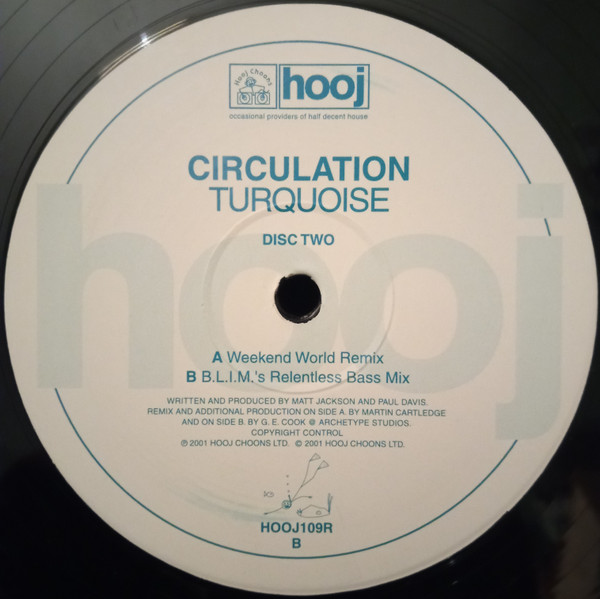 Hooj Choons
hooj
occasional providers of half decent house
CIRCULATION
TURQUOISE
DISC TWO
hooj
A Weekend World Remix
B B.L.I.M.'s Relentless Bass Mix
WRITTEN AND PRODUCED BY MATT JACKSON AND PAUL DAVIS.
REMIX AND ADDITIONAL PRODUCTION ON SIDE A. BY MARTIN CARTLEDGE
AND ON SIDE B. BY G. E. COOK @ ARCHETYPE STUDIOS.
COPYRIGHT CONTROL
℗ 2001 HOOJ CHOONS LTD. © 2001 HOOJ CHOONS LTD.
HOOJ109R
B